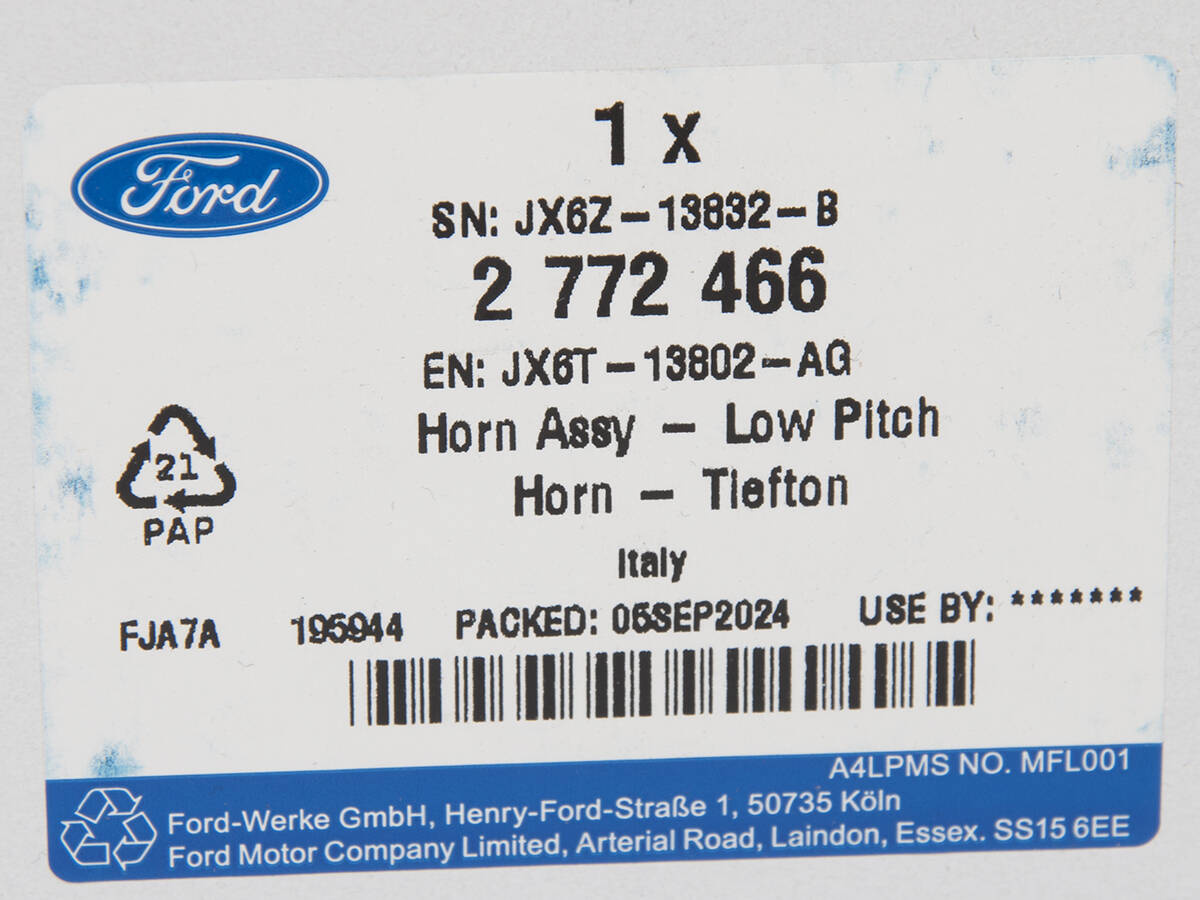 Ford
1 x
SN: JX6Z-13832-B
2 772 466
EN: JX6T-13802-AG
Horn Assy - Low Pitch
Horn - Tiefton
21
PAP
Italy
FJA7A 195944 PACKED: 05SEP2024 USE BY: *******
A4LPMS NO. MFL001
Ford-Werke GmbH, Henry-Ford-Straße 1, 50735 Köln
Ford Motor Company Limited, Arterial Road, Laindon, Essex. SS15 6EE